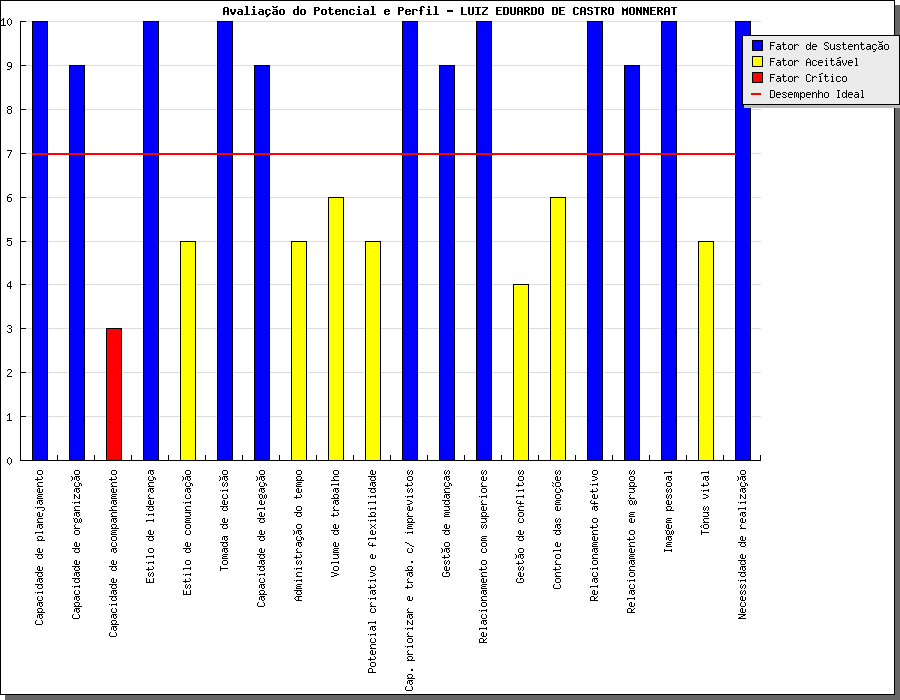 Avaliação do Potencial e Perfil - LUIZ EDUARDO DE CASTRO MONNERAT
10
9
8
7
6
5
4
3
2
1
0
Fator de Sustentação
Fator Aceitável
Fator Crítico
Desempenho Ideal
Capacidade de planejamento
Capacidade de organização
Capacidade de acompanhamento
Estilo de liderança
Estilo de comunicação
Tomada de decisão
Capacidade de delegação
Administração do tempo
Volume de trabalho
Potencial criativo e flexibilidade
Cap. priorizar e trab. c/ imprevistos
Gestão de mudanças
Relacionamento com superiores
Gestão de conflitos
Controle das emoções
Relacionamento afetivo
Relacionamento em grupos
Imagem pessoal
Tônus vital
Necessidade de realização